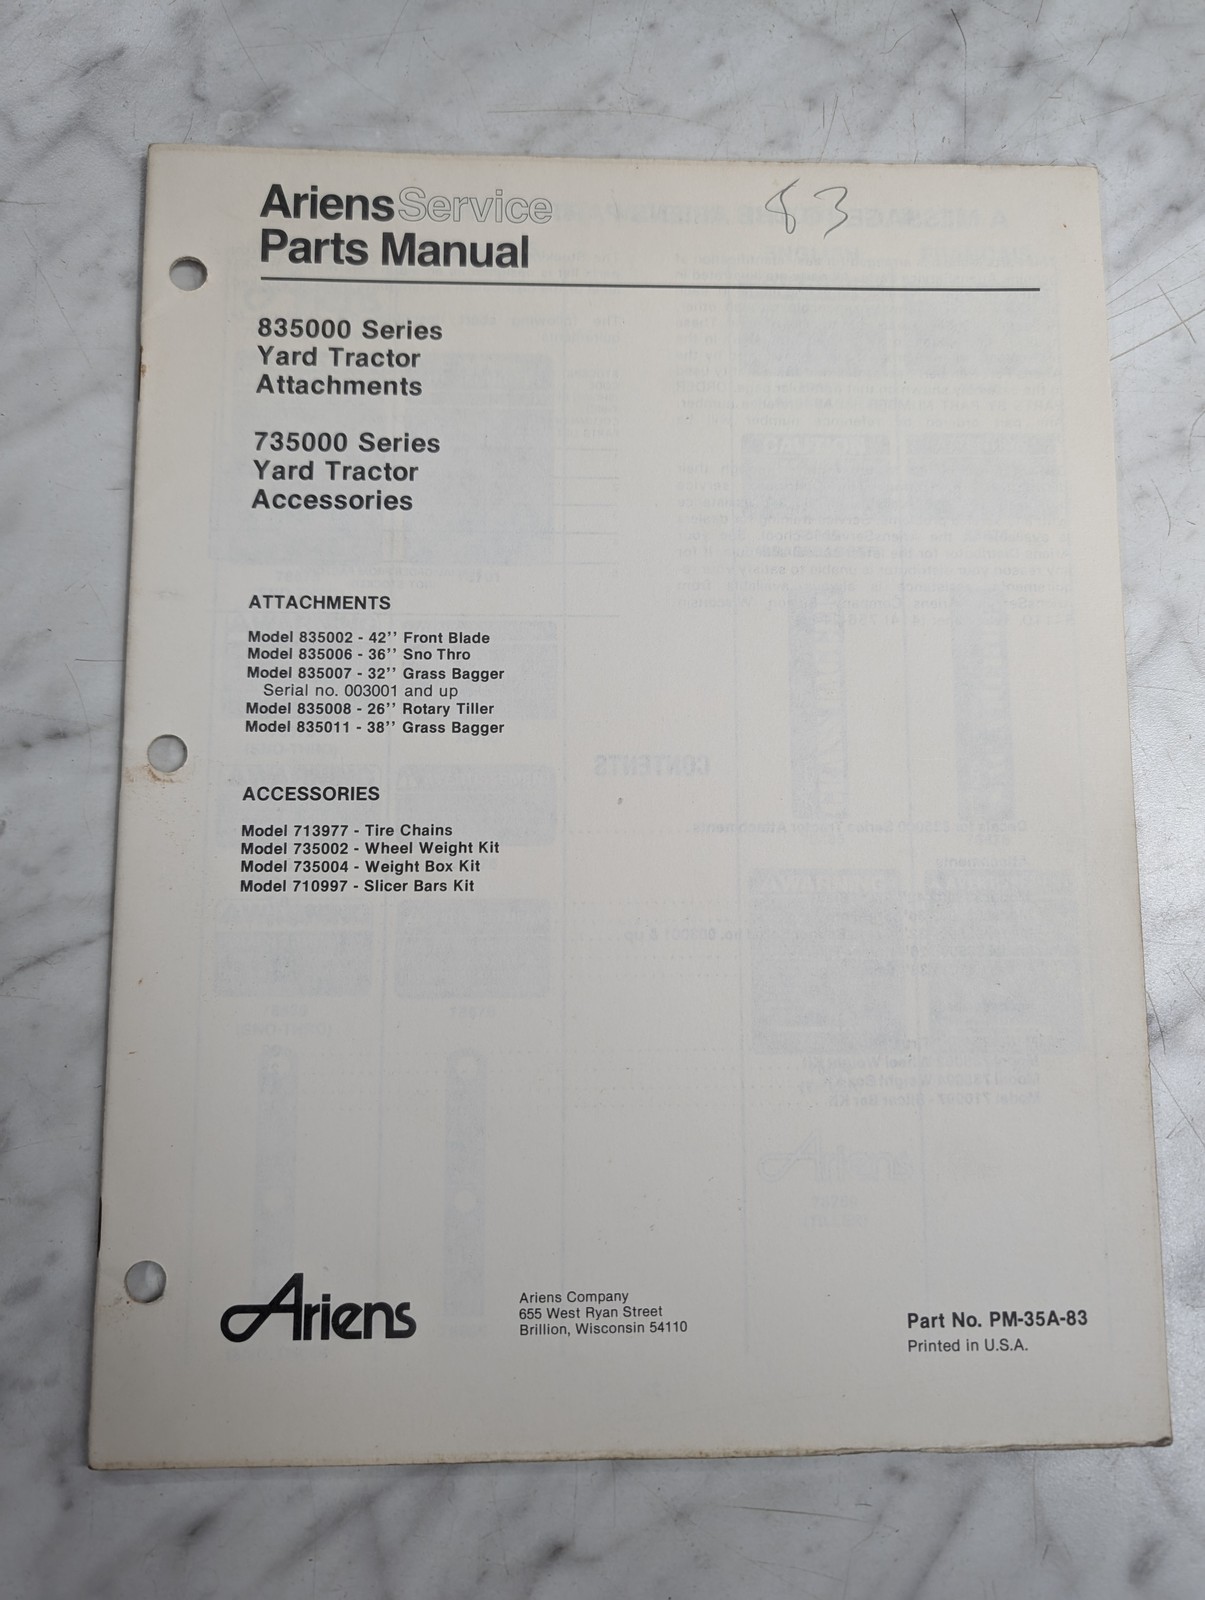 Ariens Service
83
Parts Manual
835000 Series
Yard Tractor
Attachments
735000 Series
Yard Tractor
Accessories
ATTACHMENTS
Model 835002 - 42'' Front Blade
Model 835006 - 36'' Sno Thro
Model 835007 - 32'' Grass Bagger
Serial no. 003001 and up
Model 835008 - 26'' Rotary Tiller
Model 835011 - 38'' Grass Bagger
ACCESSORIES
Model 713977 - Tire Chains
Model 735002 - Wheel Weight Kit
Model 735004 - Weight Box Kit
Model 710997 - Slicer Bars Kit
Ariens
Ariens Company
655 West Ryan Street
Brillion, Wisconsin 54110
Part No. PM-35A-83
Printed in U.S.A.